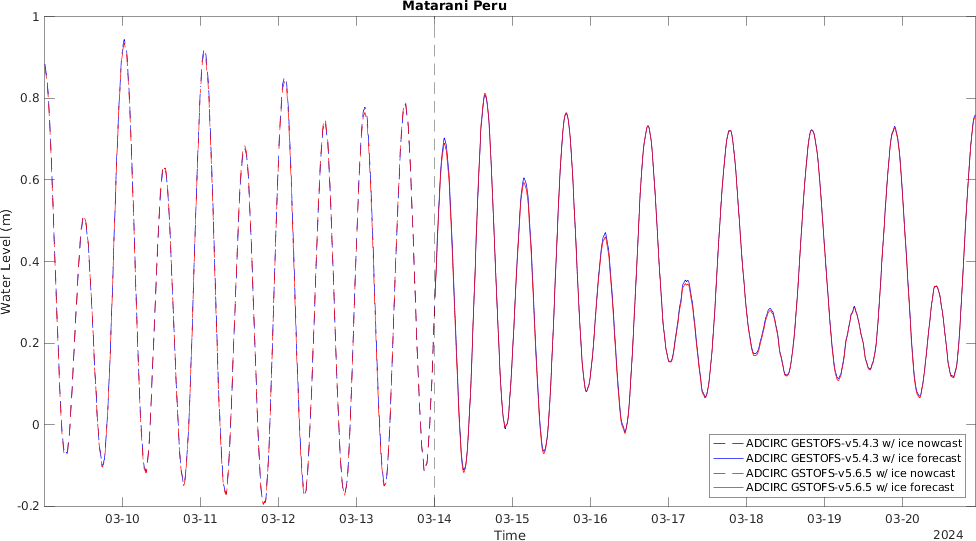 Matarani Peru
Water Level (m)
1
0.8
0.6
0.4
0.2
0
-0.2
ADCIRC GESTOFS-v5.4.3 w/ ice nowcast
ADCIRC GESTOFS-v5.4.3 w/ ice forecast
ADCIRC GSTOFS-v5.6.5 w/ ice nowcast
ADCIRC GSTOFS-v5.6.5 w/ ice forecast
03-10 03-11 03-12 03-13 03-14 03-15 03-16 03-17 03-18 03-19 03-20
Time
2024